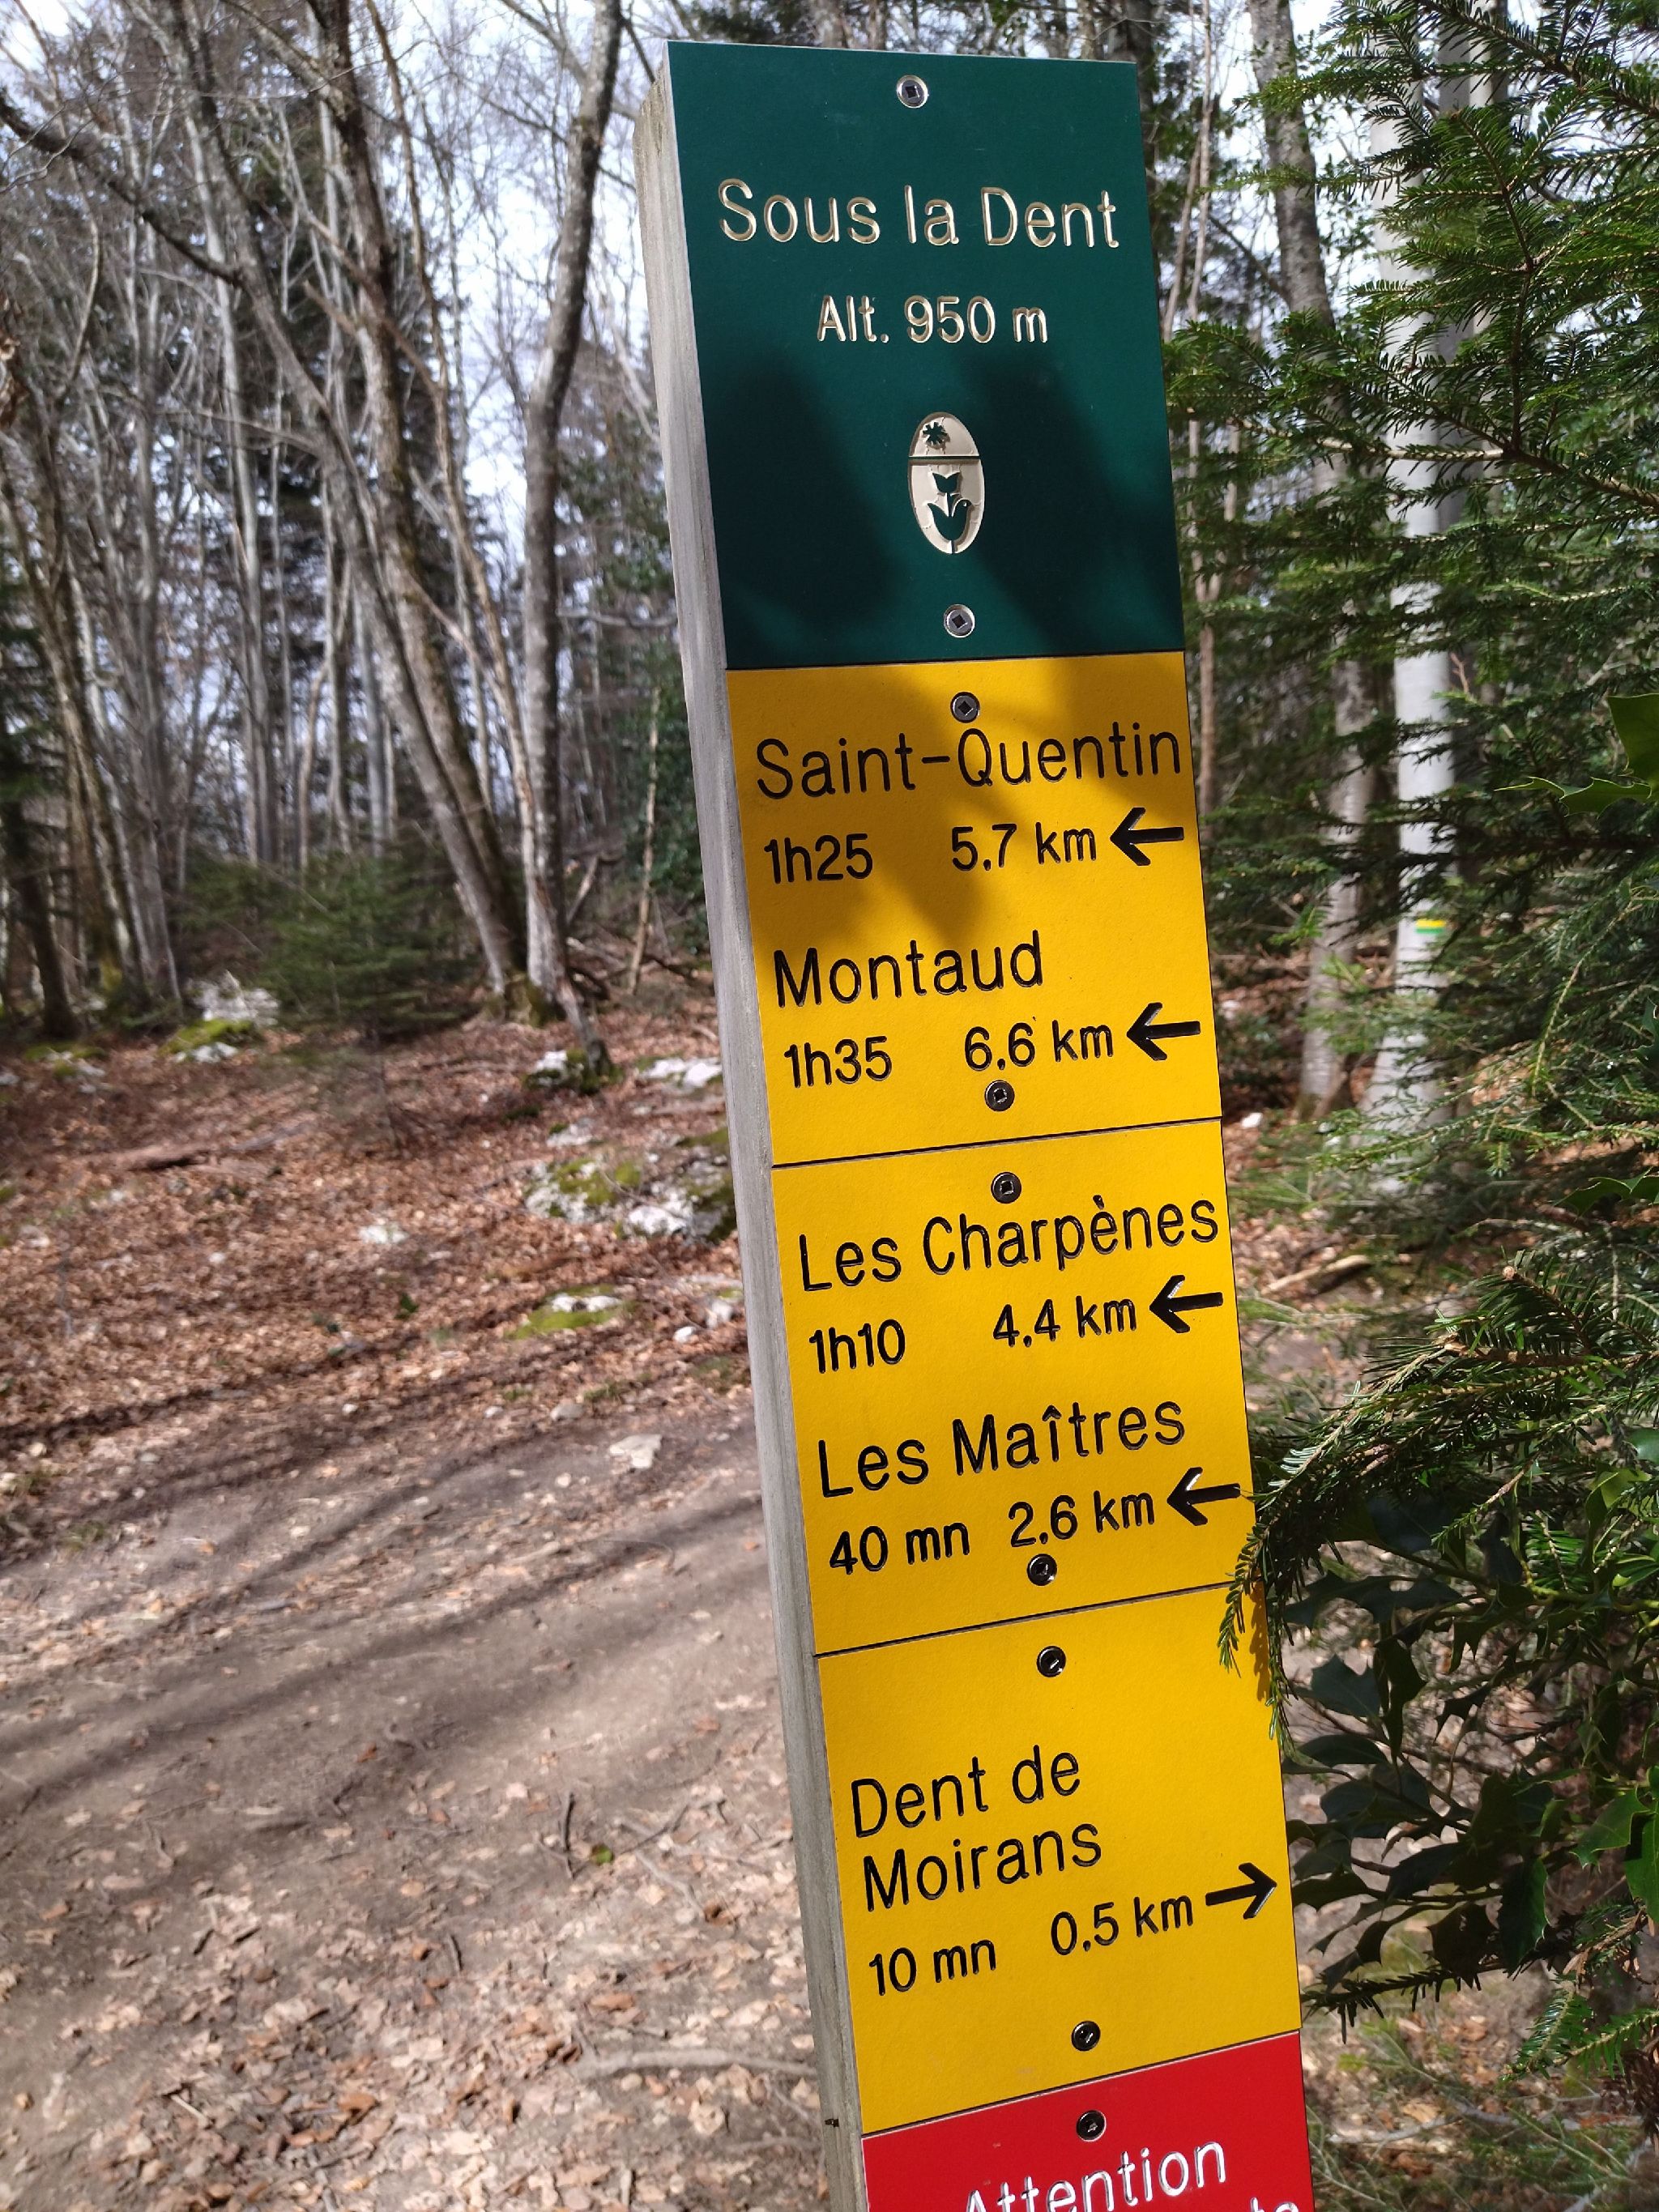 Sous la Dent
Alt. 950 m
Saint-Quentin
1h25 5.7 km ←
Montaud
1h35 6.6 km ←
Les Charpènes
1h10 4.4 km ←
Les Maîtres
40 mn 2.6 km ←
Dent de
Moirans
10 mn 0.5 km →
Attention